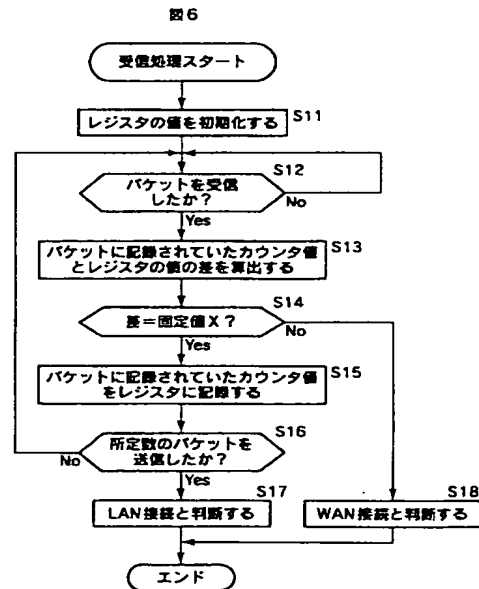 図6
受信処理スタート
レジスタの値を初期化する
S11
S12
パケットを受信
したか?
No
Yes
S13
パケットに記録されていたカウンタ値
とレジスタの値の差を算出する
S14
差=固定値X?
No
Yes
S15
パケットに記録されていたカウンタ値
をレジスタに記録する
S16
所定数のパケットを
送信したか?
No
Yes
S17
LAN接続と判断する
S18
WAN接続と判断する
エンド